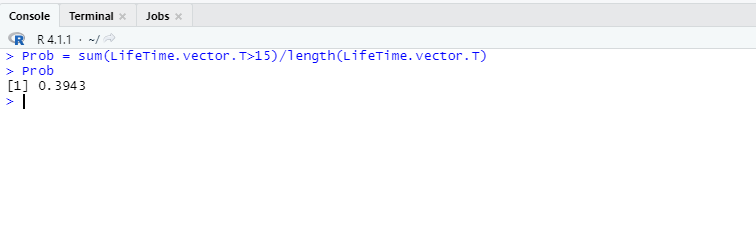 Console Terminal Jobs
R R 4.1.1 · ~/
> Prob = sum(LifeTime.vector.T>15)/length(LifeTime.vector.T)
> Prob
[1] 0.3943
>